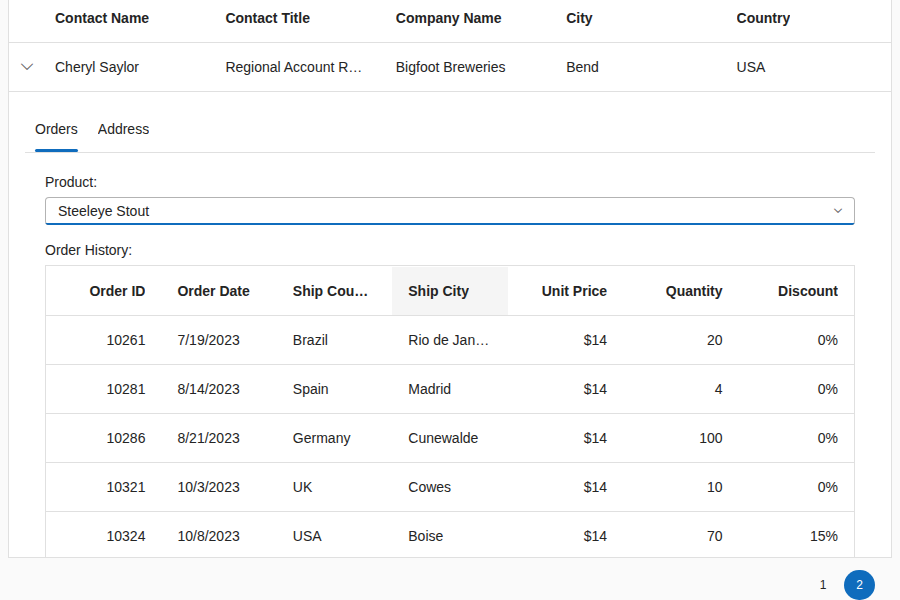 Contact Name Contact Title Company Name City Country
Cheryl Saylor Regional Account R… Bigfoot Breweries Bend USA
Orders Address
Product:
Steeleye Stout
Order History:
Order ID Order Date Ship Cou… Ship City Unit Price Quantity Discount
10261 7/19/2023 Brazil Rio de Jan… $14 20 0%
10281 8/14/2023 Spain Madrid $14 4 0%
10286 8/21/2023 Germany Cunewalde $14 100 0%
10321 10/3/2023 UK Cowes $14 10 0%
10324 10/8/2023 USA Boise $14 70 15%
1 2